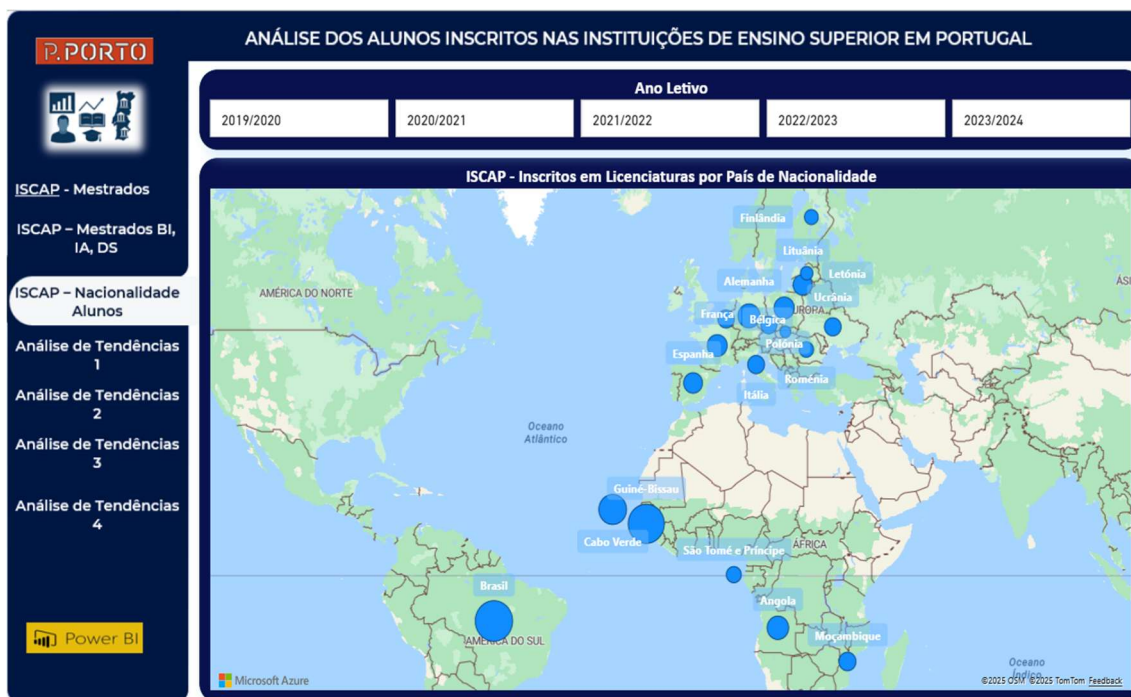 P.PORTO
ANÁLISE DOS ALUNOS INSCRITOS NAS INSTITUIÇÕES DE ENSINO SUPERIOR EM PORTUGAL
Ano Letivo
2019/2020
2020/2021
2021/2022
2022/2023
2023/2024
ISCAP - Mestrados
ISCAP – Mestrados BI,
IA, DS
ISCAP – Nacionalidade
Alunos
Análise de Tendências
1
Análise de Tendências
2
Análise de Tendências
3
Análise de Tendências
4
Power BI
ISCAP - Inscritos em Licenciaturas por País de Nacionalidade
Finlândia
Lituânia
Letónia
Alemanha
Ucrânia
AMÉRICA DO NORTE
França
Bélgica
Polónia
Espanha
Roménia
Itália
Oceano
Atlântico
Guiné-Bissau
Cabo Verde
São Tomé e Príncipe
ÁFRICA
Brasil
AMÉRICA DO SUL
Angola
Moçambique
Oceano
Índico
Microsoft Azure
©2025 OSM ©2025 TomTom Feedback